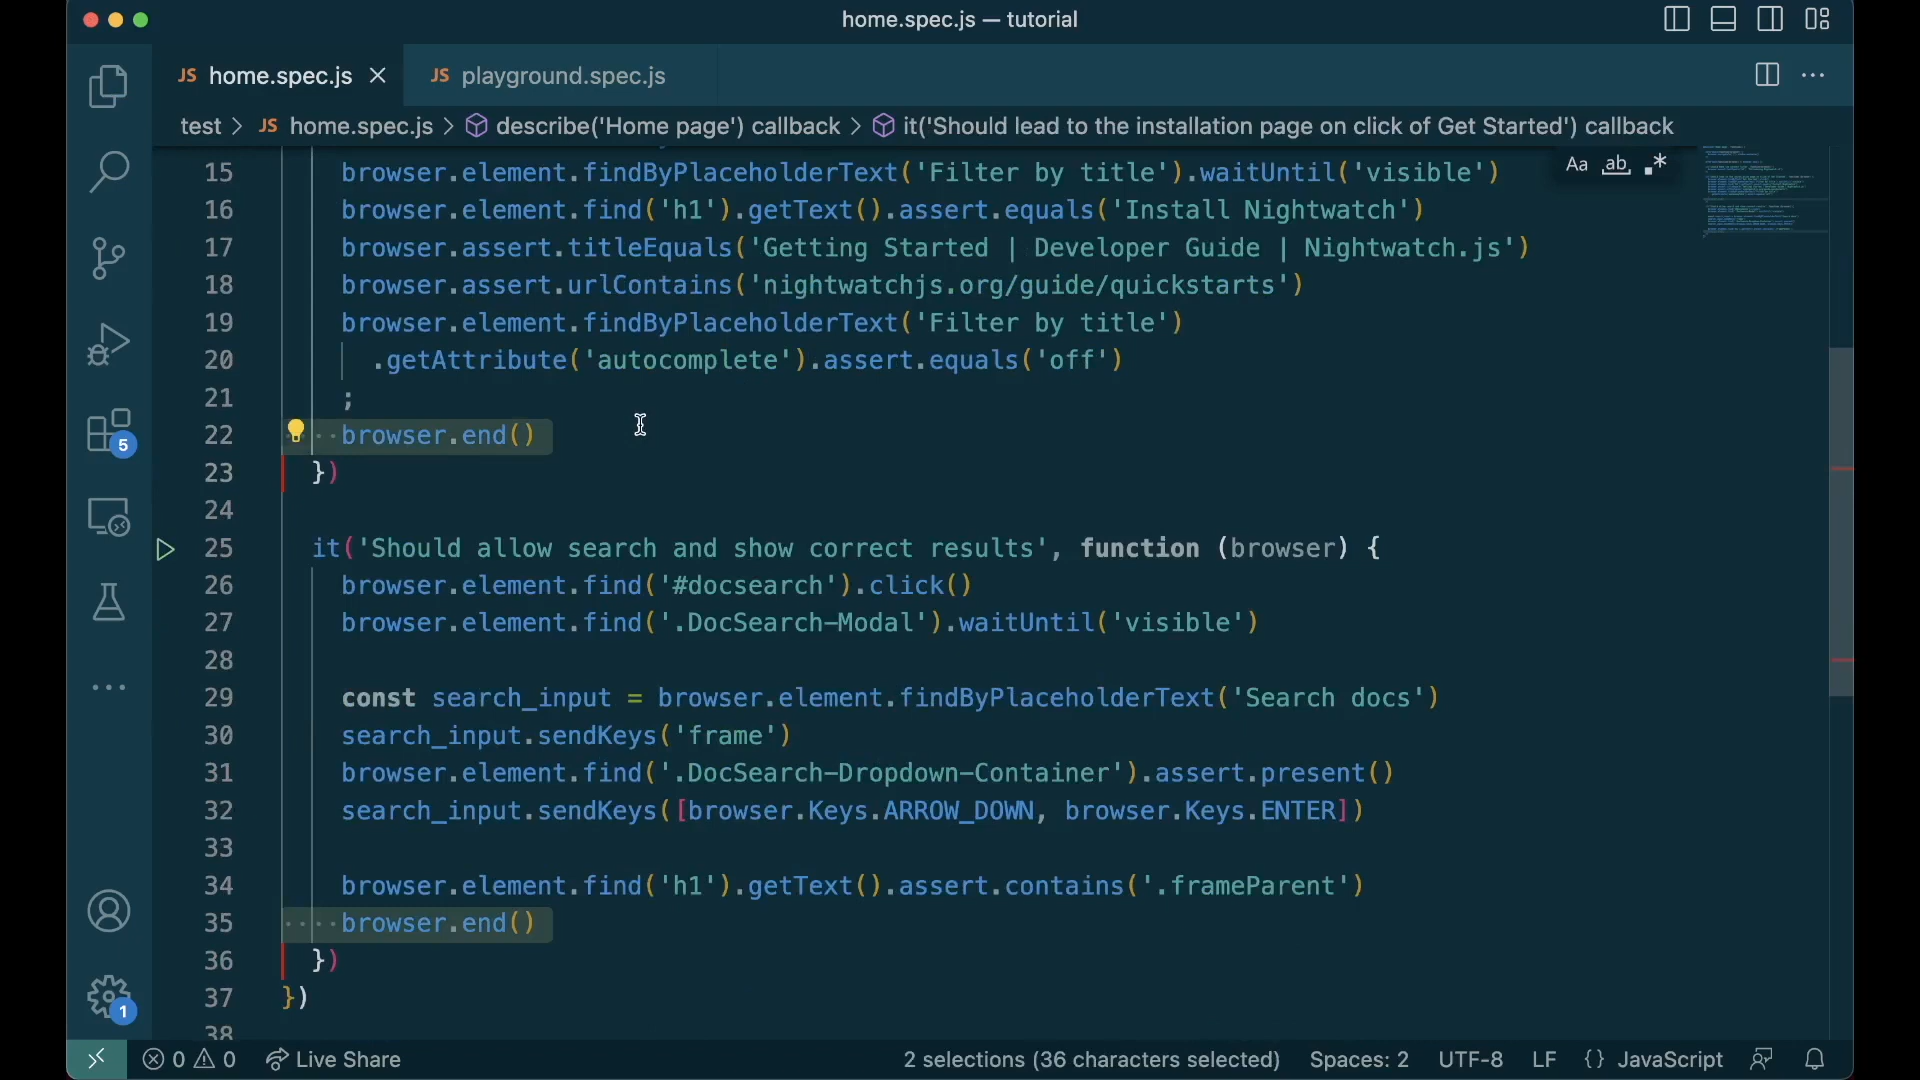 home.spec.js — tutorial
JS home.spec.js
JS playground.spec.js
test > JS home.spec.js > describe('Home page') callback > it('Should lead to the installation page on click of Get Started') callback
Aa ab .*
15 browser.element.findByPlaceholderText('Filter by title').waitUntil('visible')
16 browser.element.find('h1').getText().assert.equals('Install Nightwatch')
17 browser.assert.titleEquals('Getting Started | Developer Guide | Nightwatch.js')
18 browser.assert.urlContains('nightwatchjs.org/guide/quickstarts')
19 browser.element.findByPlaceholderText('Filter by title')
20 .getAttribute('autocomplete').assert.equals('off')
21 ;
22 browser.end()
23 })
24
25 it('Should allow search and show correct results', function (browser) {
26 browser.element.find('#docsearch').click()
27 browser.element.find('.DocSearch-Modal').waitUntil('visible')
28
29 const search_input = browser.element.findByPlaceholderText('Search docs')
30 search_input.sendKeys('frame')
31 browser.element.find('.DocSearch-Dropdown-Container').assert.present()
32 search_input.sendKeys([browser.Keys.ARROW_DOWN, browser.Keys.ENTER])
33
34 browser.element.find('h1').getText().assert.contains('.frameParent')
35 browser.end()
36 })
37 })
38
5
1
0 0 Live Share
2 selections (36 characters selected) Spaces: 2 UTF-8 LF {} JavaScript